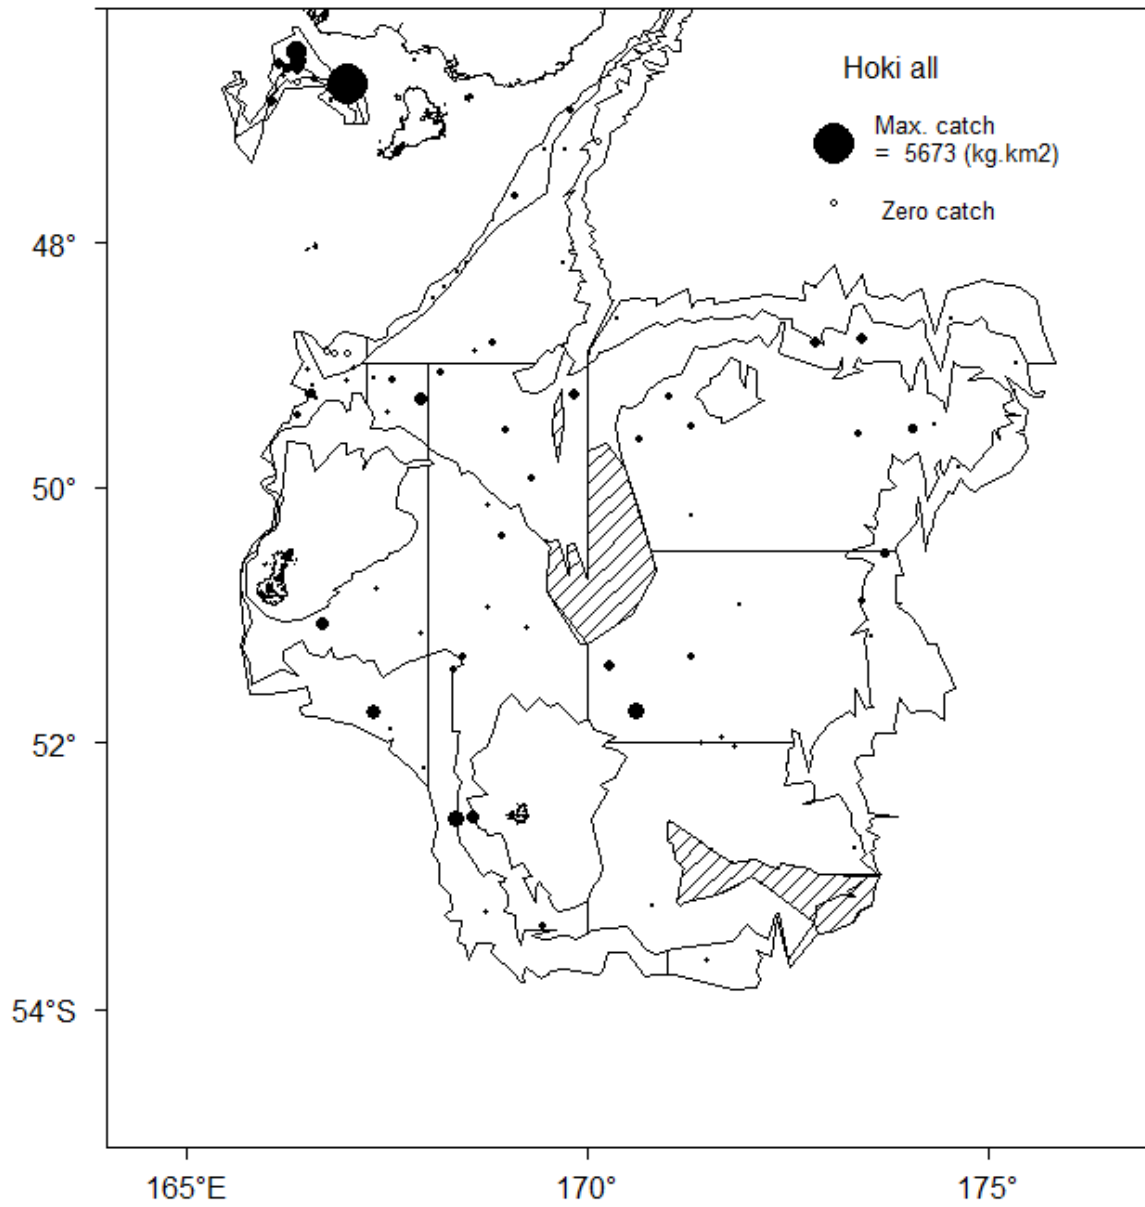 Hoki all
Max. catch
= 5673 (kg.km2)
Zero catch
48°
50°
52°
54°S
165°E
170°
175°